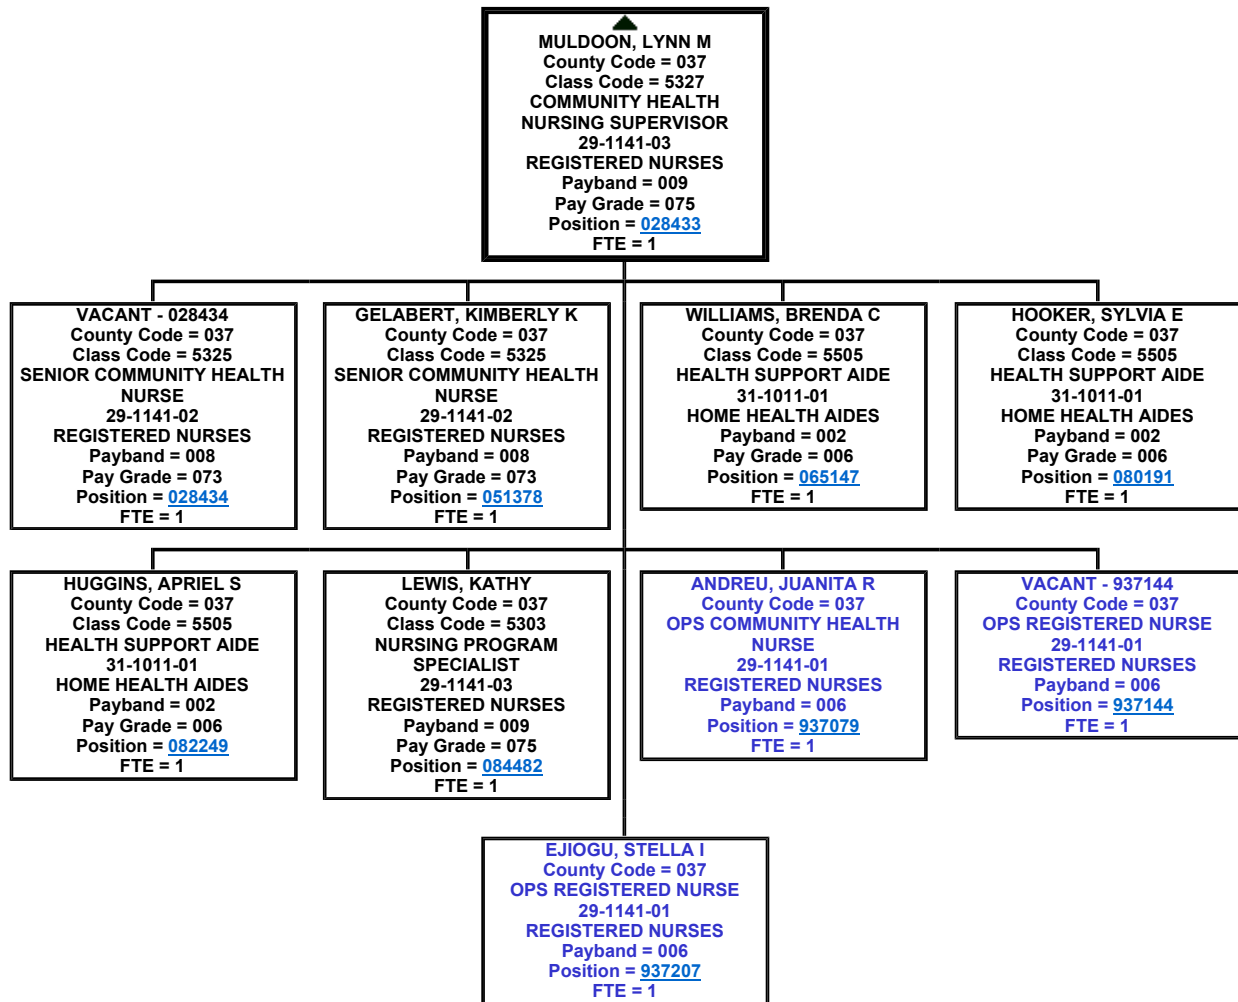 MULDOON, LYNN M
County Code = 037
Class Code = 5327
COMMUNITY HEALTH
NURSING SUPERVISOR
29-1141-03
REGISTERED NURSES
Payband = 009
Pay Grade = 075
Position = 028433
FTE = 1
VACANT - 028434
County Code = 037
Class Code = 5325
SENIOR COMMUNITY HEALTH
NURSE
29-1141-02
REGISTERED NURSES
Payband = 008
Pay Grade = 073
Position = 028434
FTE = 1
GELABERT, KIMBERLY K
County Code = 037
Class Code = 5325
SENIOR COMMUNITY HEALTH
NURSE
29-1141-02
REGISTERED NURSES
Payband = 008
Pay Grade = 073
Position = 051378
FTE = 1
WILLIAMS, BRENDA C
County Code = 037
Class Code = 5505
HEALTH SUPPORT AIDE
31-1011-01
HOME HEALTH AIDES
Payband = 002
Pay Grade = 006
Position = 065147
FTE = 1
HOOKER, SYLVIA E
County Code = 037
Class Code = 5505
HEALTH SUPPORT AIDE
31-1011-01
HOME HEALTH AIDES
Payband = 002
Pay Grade = 006
Position = 080191
FTE = 1
HUGGINS, APRIEL S
County Code = 037
Class Code = 5505
HEALTH SUPPORT AIDE
31-1011-01
HOME HEALTH AIDES
Payband = 002
Pay Grade = 006
Position = 082249
FTE = 1
LEWIS, KATHY
County Code = 037
Class Code = 5303
NURSING PROGRAM
SPECIALIST
29-1141-03
REGISTERED NURSES
Payband = 009
Pay Grade = 075
Position = 084482
FTE = 1
ANDREU, JUANITA R
County Code = 037
OPS COMMUNITY HEALTH
NURSE
29-1141-01
REGISTERED NURSES
Payband = 006
Position = 937079
FTE = 1
VACANT - 937144
County Code = 037
OPS REGISTERED NURSE
29-1141-01
REGISTERED NURSES
Payband = 006
Position = 937144
FTE = 1
EJIOGU, STELLA I
County Code = 037
OPS REGISTERED NURSE
29-1141-01
REGISTERED NURSES
Payband = 006
Position = 937207
FTE = 1